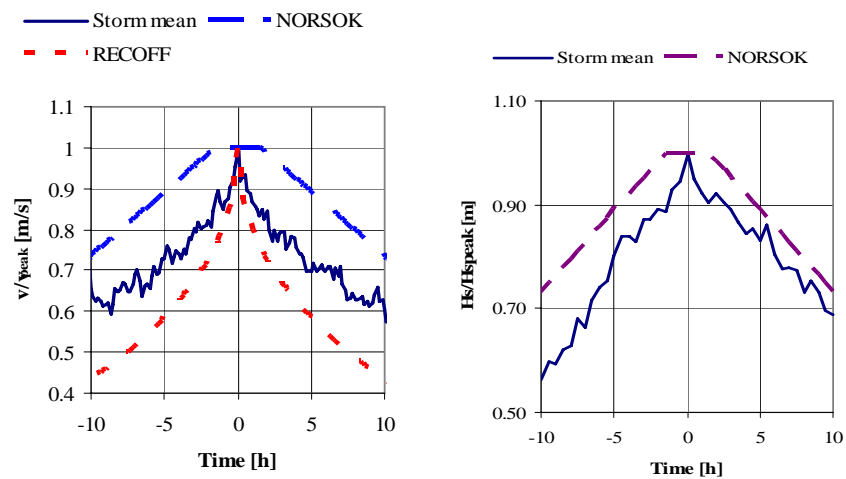 Storm mean NORSOK
RECOFF
1.1
1
0.9
0.8
0.7
0.6
0.5
0.4
-10 -5 0 5 10
v/vpeak [m/s]
Time [h]
Storm mean NORSOK
1.10
0.90
0.70
0.50
-10 -5 0 5 10
Hs/Hspeak [m]
Time [h]